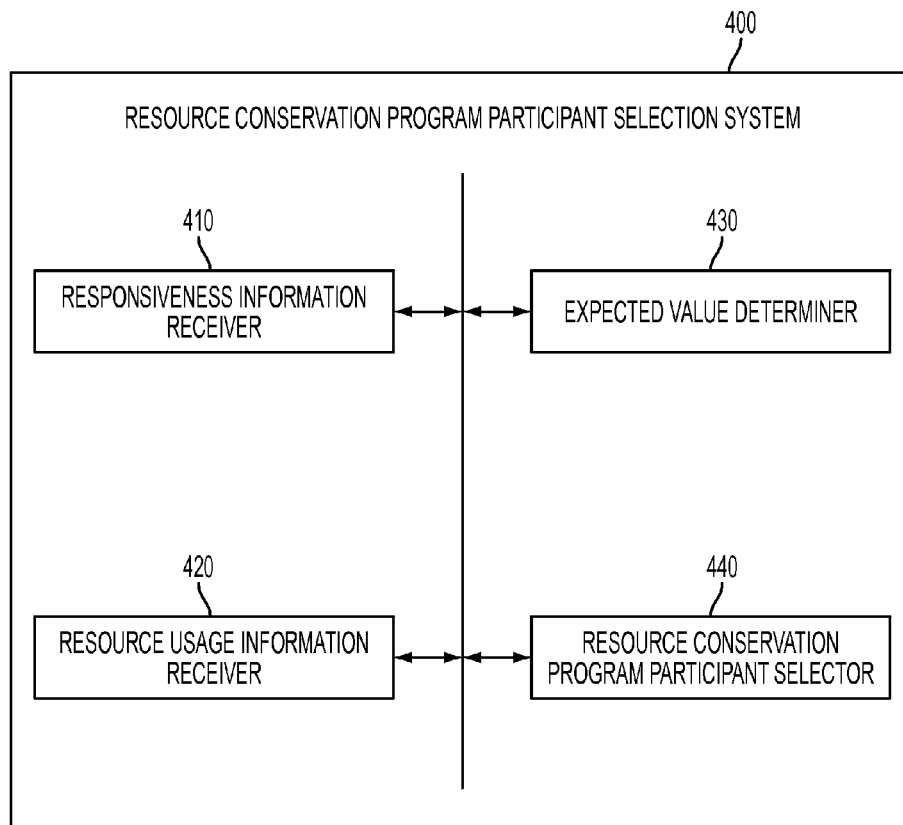 400
RESOURCE CONSERVATION PROGRAM PARTICIPANT SELECTION SYSTEM
410
RESPONSIVENESS INFORMATION
RECEIVER
430
EXPECTED VALUE DETERMINER
420
RESOURCE USAGE INFORMATION
RECEIVER
440
RESOURCE CONSERVATION
PROGRAM PARTICIPANT SELECTOR